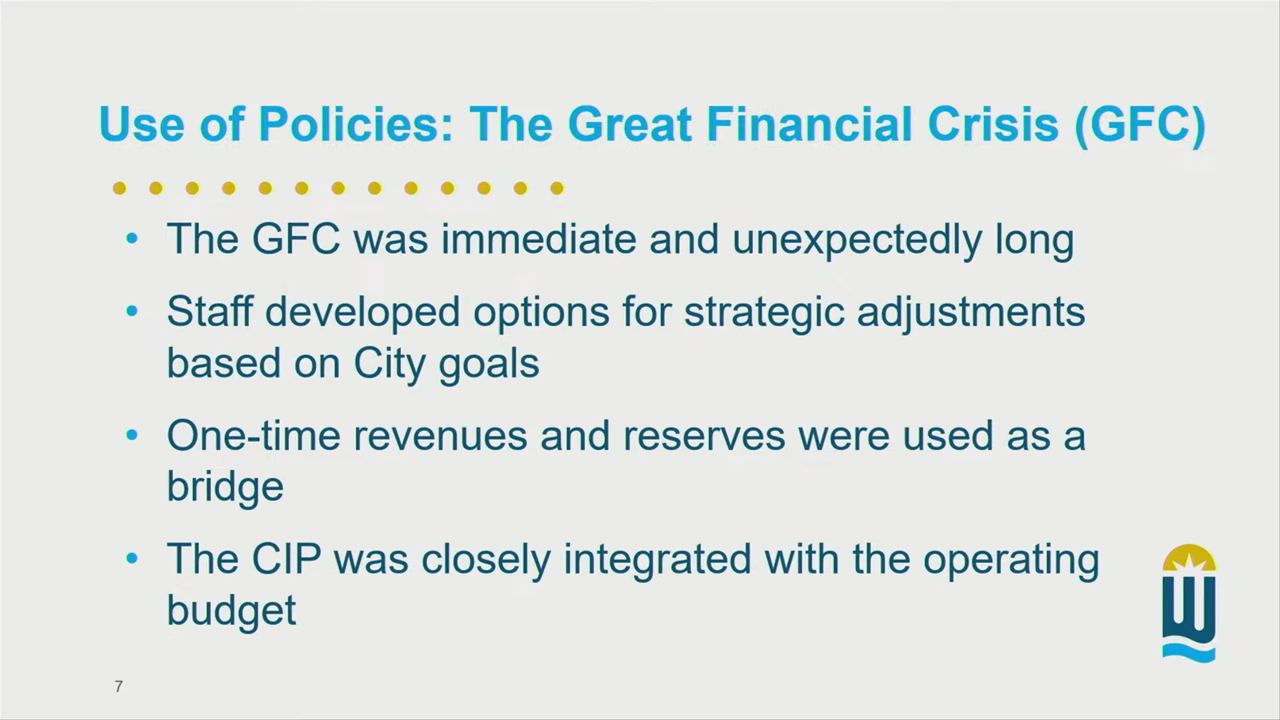 Use of Policies: The Great Financial Crisis (GFC)
• The GFC was immediate and unexpectedly long
• Staff developed options for strategic adjustments
based on City goals
• One-time revenues and reserves were used as a
bridge
• The CIP was closely integrated with the operating
budget
7